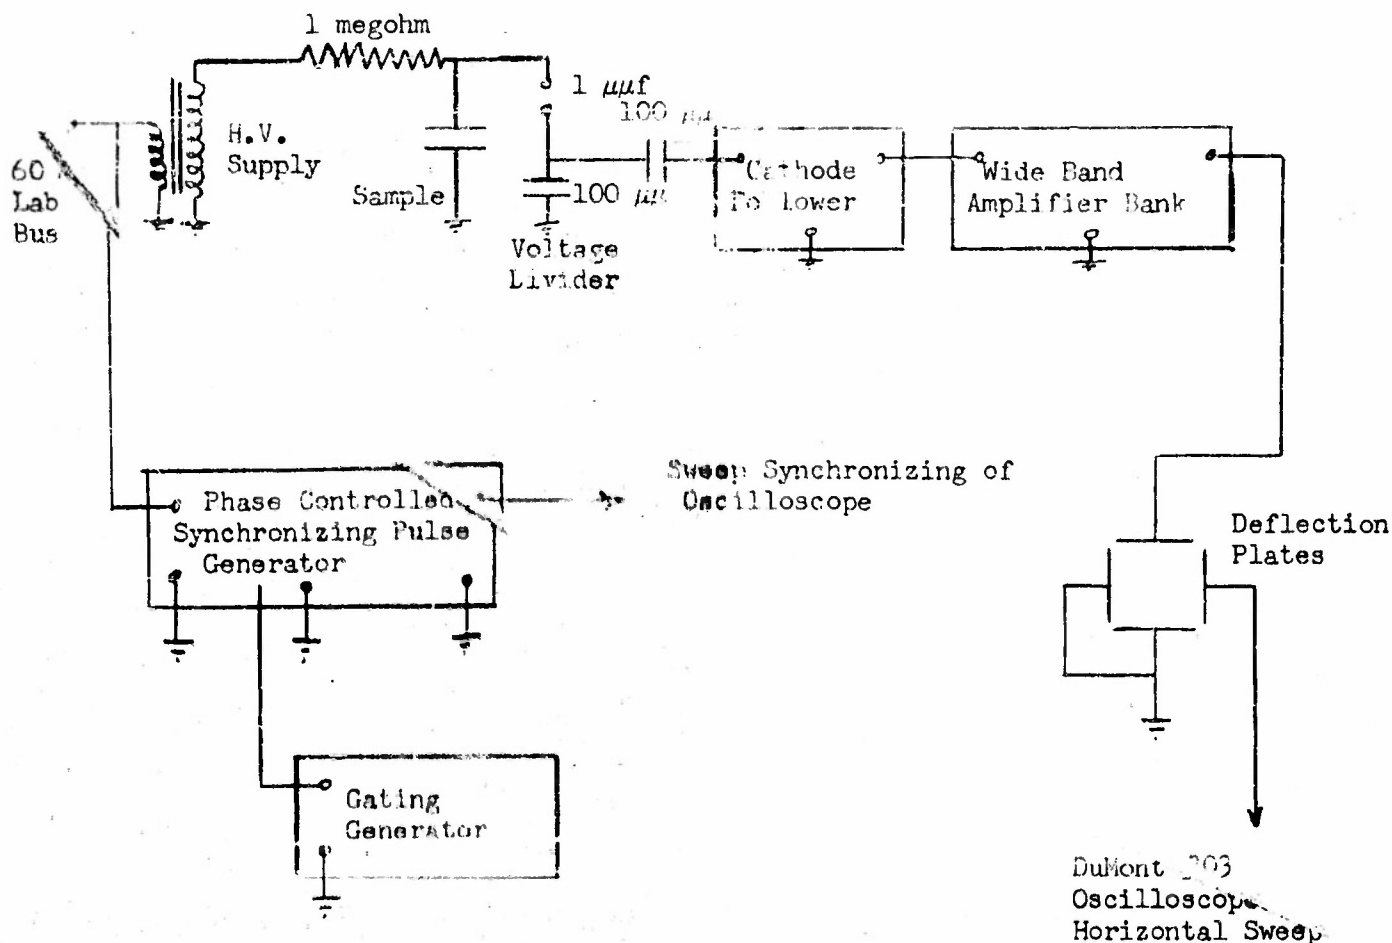 1 megohm
1 μμf
100 μμ
H.V.
Supply
60
Lab
Bus
Sample
100 μμ
Voltage
Divider
Cathode
Follower
Wide Band
Amplifier Bank
Sweep Synchronizing of
Oscilloscope
Phase Controlled
Synchronizing Pulse
Generator
Deflection
Plates
Gating
Generator
DuMont 303
Oscilloscope
Horizontal Sweep